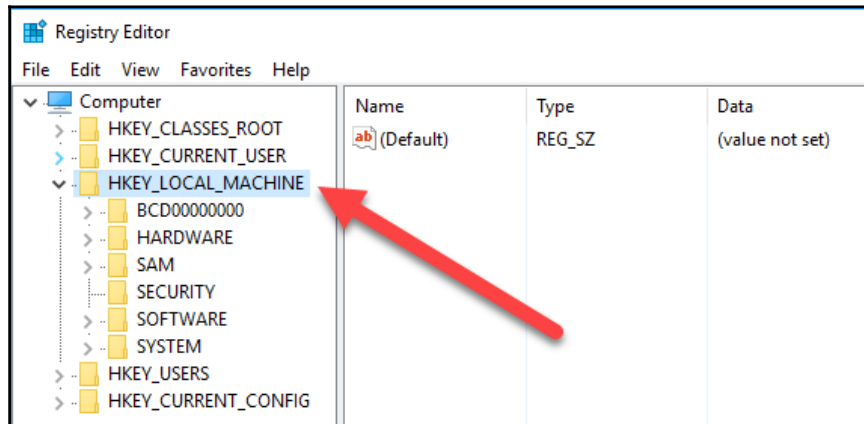 Registry Editor
File Edit View Favorites Help
Computer
HKEY_CLASSES_ROOT
HKEY_CURRENT_USER
HKEY_LOCAL_MACHINE
BCD00000000
HARDWARE
SAM
SECURITY
SOFTWARE
SYSTEM
HKEY_USERS
HKEY_CURRENT_CONFIG
Name Type Data
ab (Default) REG_SZ (value not set)